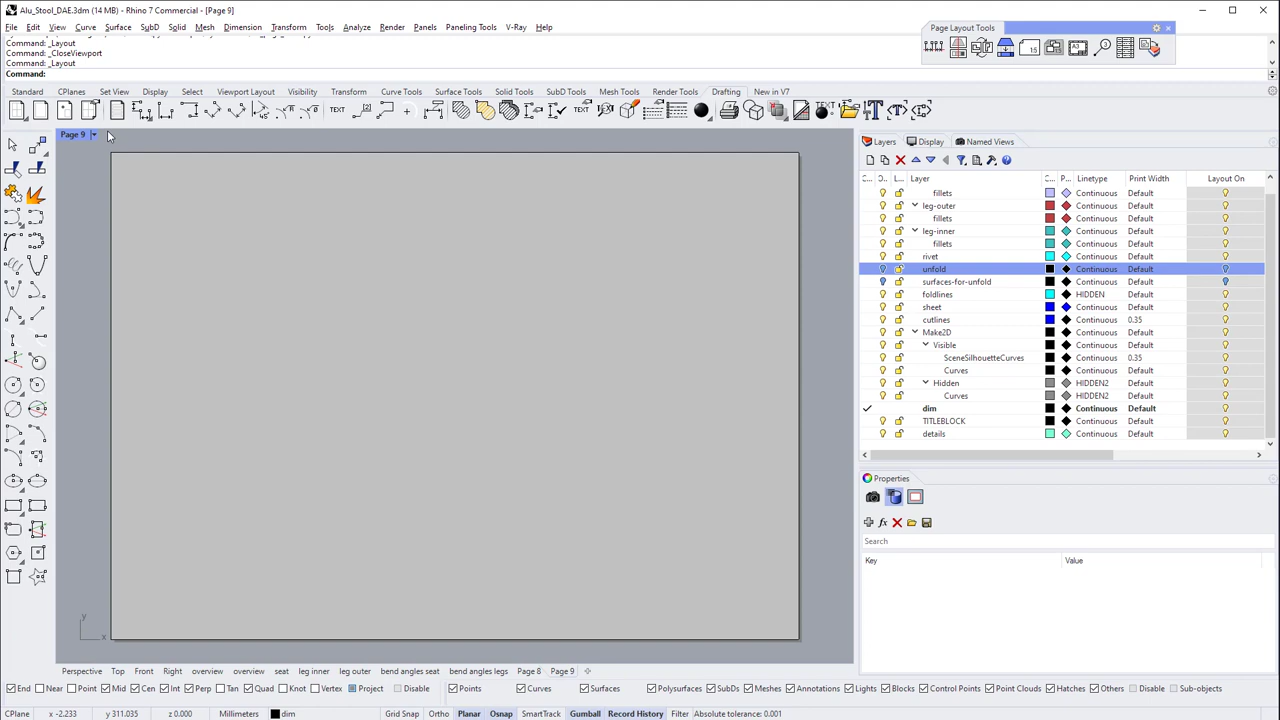 Alu_Stool_DAE.3dm (14 MB) - Rhino 7 Commercial - [Page 9]
File Edit View Curve Surface SubD Solid Mesh Dimension Transform Tools Analyze Render Panels Paneling Tools V-Ray Help
Page Layout Tools
Command: _Layout
Command: _CloseViewport
Command: _Layout
Command:
Standard CPlanes Set View Display Select Viewport Layout Visibility Transform Curve Tools Surface Tools Solid Tools SubD Tools Mesh Tools Render Tools Drafting New in V7
Page 9
Layers Display Named Views
C... O... L... Layer C... P... Linetype Print Width Layout On
fillets Continuous Default
leg-outer Continuous Default
fillets Continuous Default
leg-inner Continuous Default
fillets Continuous Default
rivet Continuous Default
unfold Continuous Default
surfaces-for-unfold Continuous Default
foldlines HIDDEN Default
sheet Continuous Default
cutlines Continuous 0.35
Make2D Continuous Default
Visible Continuous Default
SceneSilhouetteCurves Continuous 0.35
Curves Continuous Default
Hidden HIDDEN2 Default
Curves HIDDEN2 Default
dim Continuous Default
TITLEBLOCK Continuous Default
details Continuous Default
Properties
Search
Key Value
y
x
Perspective Top Front Right overview overview seat leg inner leg outer bend angles seat bend angles legs Page 8 Page 9
End Near Point Mid Cen Int Perp Tan Quad Knot Vertex Project Disable Points Curves Surfaces Polysurfaces SubDs Meshes Annotations Lights Blocks Control Points Point Clouds Hatches Others Disable Sub-objects
CPlane x -2.233 y 311.035 z 0.000 Millimeters dim Grid Snap Ortho Planar Osnap SmartTrack Gumball Record History Filter Absolute tolerance: 0.001